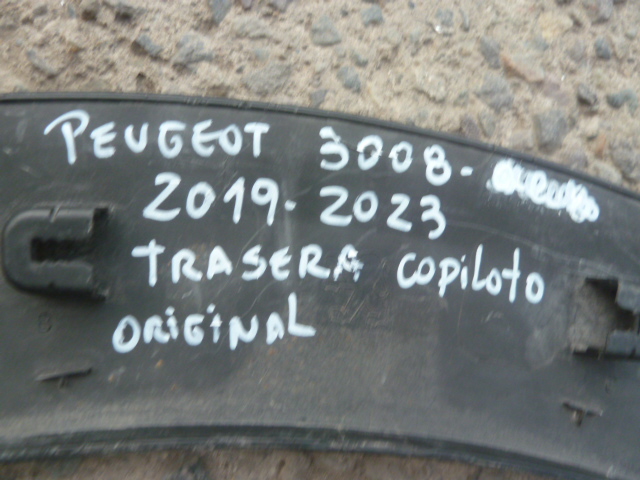 PEUGEOT 3008-
2019-2023
TRASERA COPILOTO
ORIGINAL